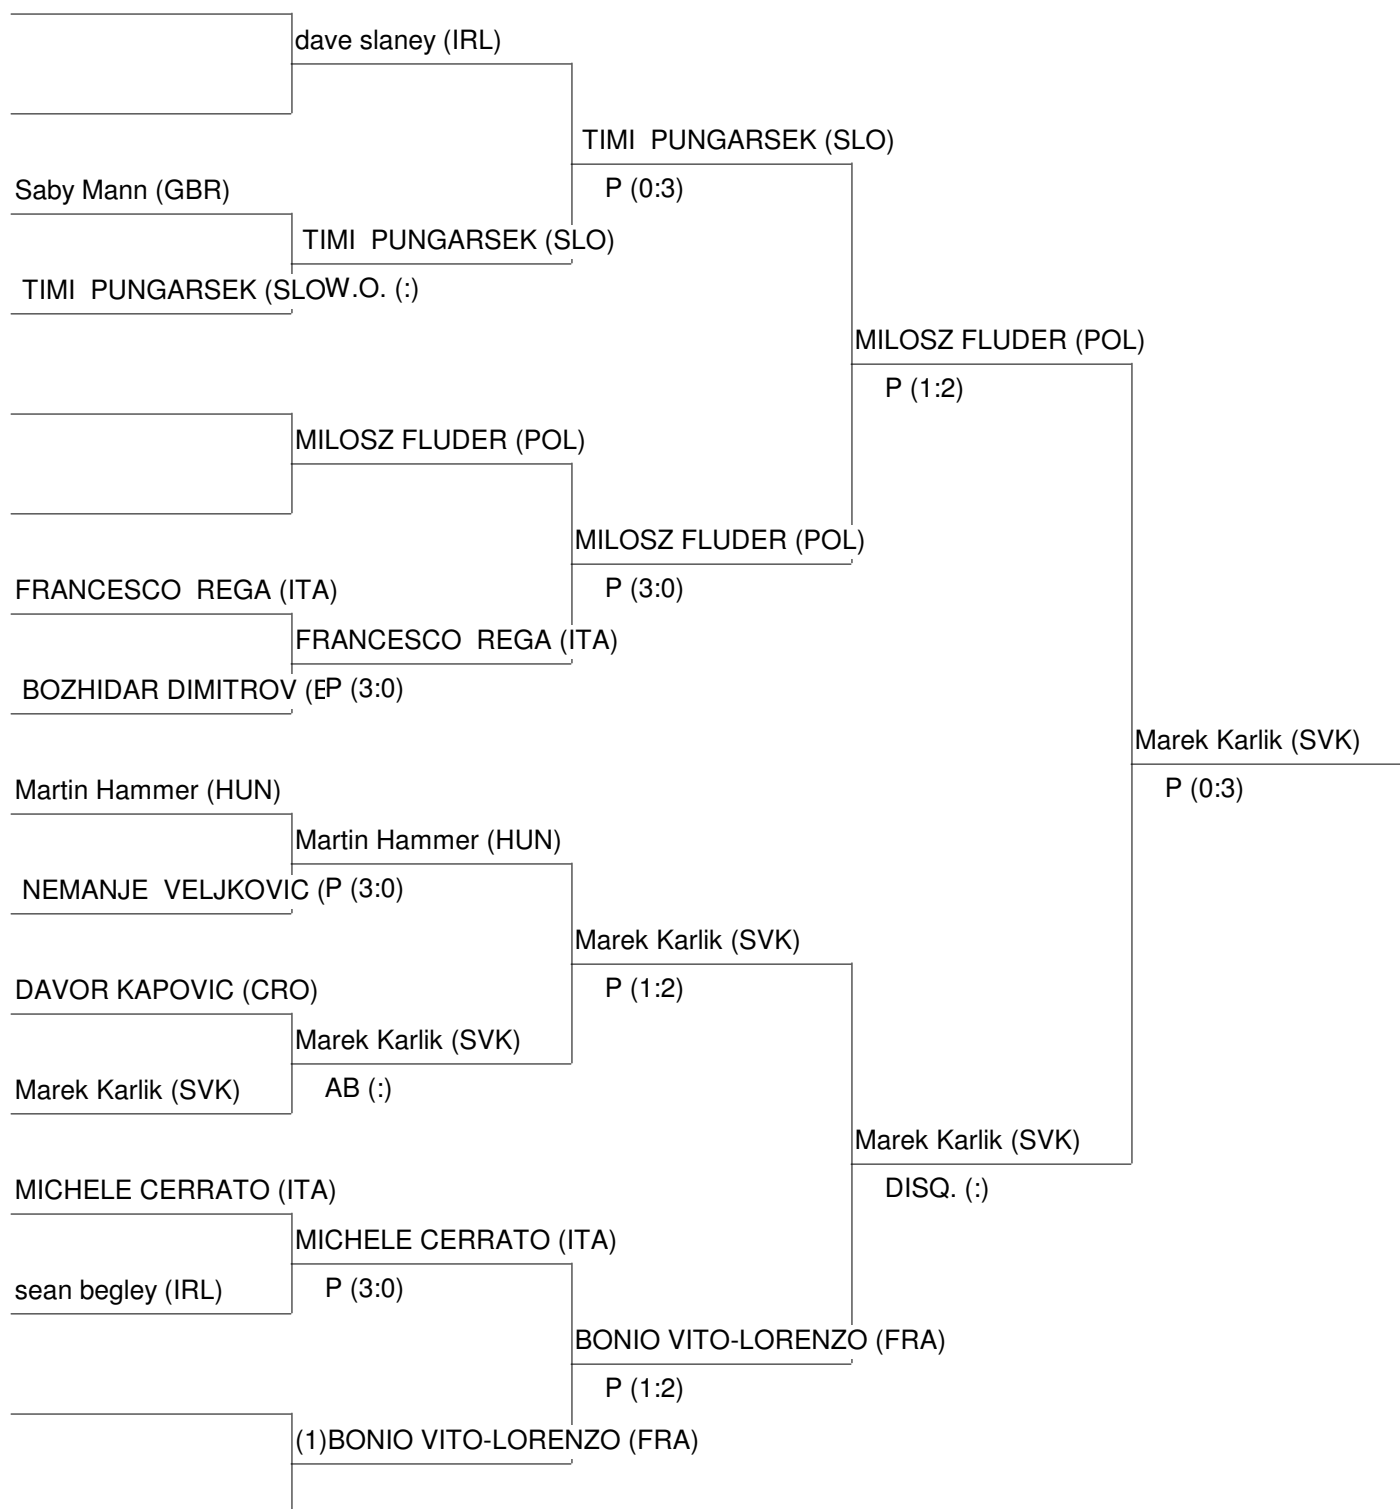 dave slaney (IRL)
TIMI  PUNGARSEK (SLO)
Saby Mann (GBR)
P (0:3)
TIMI  PUNGARSEK (SLO)
TIMI  PUNGARSEK (SLO
W.O. (:)
MILOSZ FLUDER (POL)
P (1:2)
MILOSZ FLUDER (POL)
MILOSZ FLUDER (POL)
FRANCESCO  REGA (ITA)
P (3:0)
FRANCESCO  REGA (ITA)
BOZHIDAR DIMITROV (
P (3:0)
Marek Karlik (SVK)
Martin Hammer (HUN)
P (0:3)
Martin Hammer (HUN)
NEMANJE  VELJKOVIC (
P (3:0)
Marek Karlik (SVK)
DAVOR KAPOVIC (CRO)
P (1:2)
Marek Karlik (SVK)
Marek Karlik (SVK)
AB (:)
Marek Karlik (SVK)
MICHELE CERRATO (ITA)
DISQ. (:)
MICHELE CERRATO (ITA)
sean begley (IRL)
P (3:0)
BONIO VITO-LORENZO (FRA)
P (1:2)
(1)BONIO VITO-LORENZO (FRA)